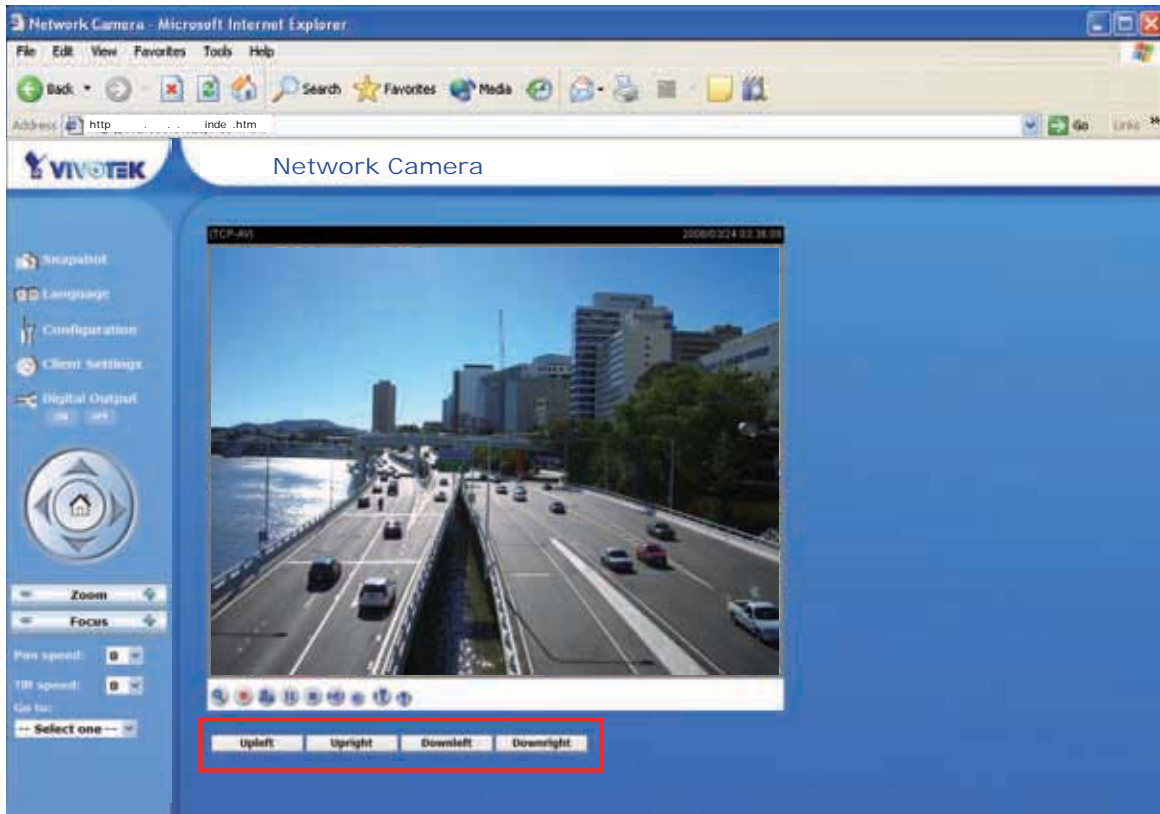 Network Camera - Microsoft Internet Explorer
File Edit View Favorites Tools Help
Back Search Favorites Media
Address http . . . inde .htm Go Links »
VIVOTEK Network Camera
(TCP-AV) 2008/03/24 03:36:08
Snapshot
Language
Configuration
Client Settings
Digital Output
ON OFF
Zoom
Focus
Pan speed: 0
Tilt speed: 0
Go to:
-- Select one --
Upleft Upright Downleft Downright